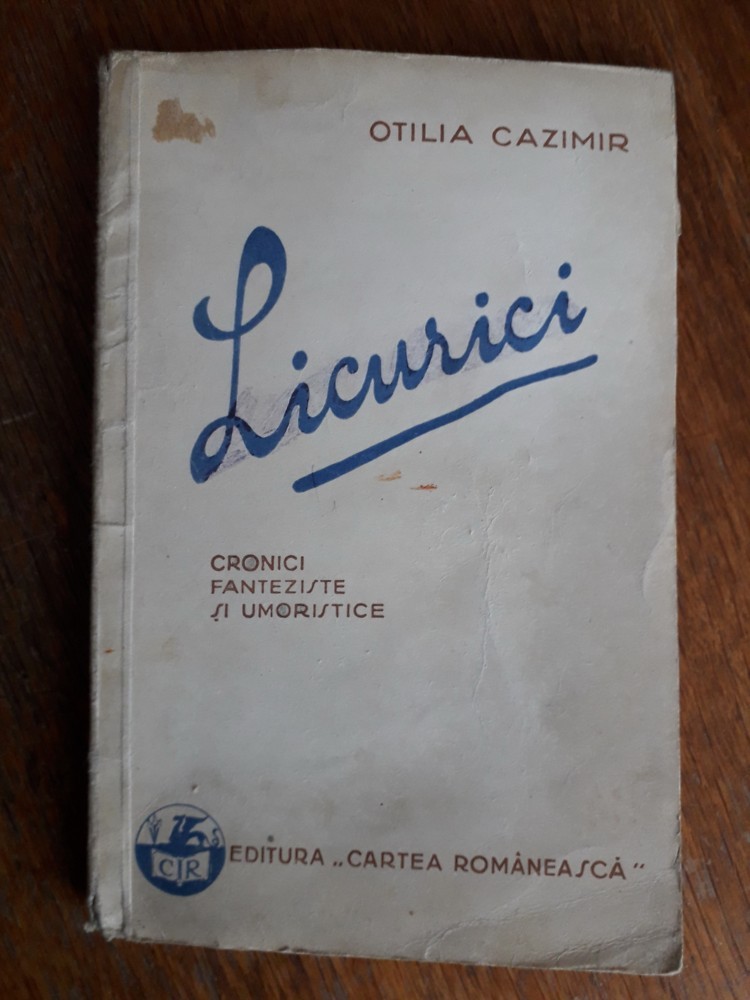 OTILIA CAZIMIR
Licurici
CRONICI
FANTEZISTE
ȘI UMORISTICE
CJR
EDITURA „CARTEA ROMÂNEASCĂ“